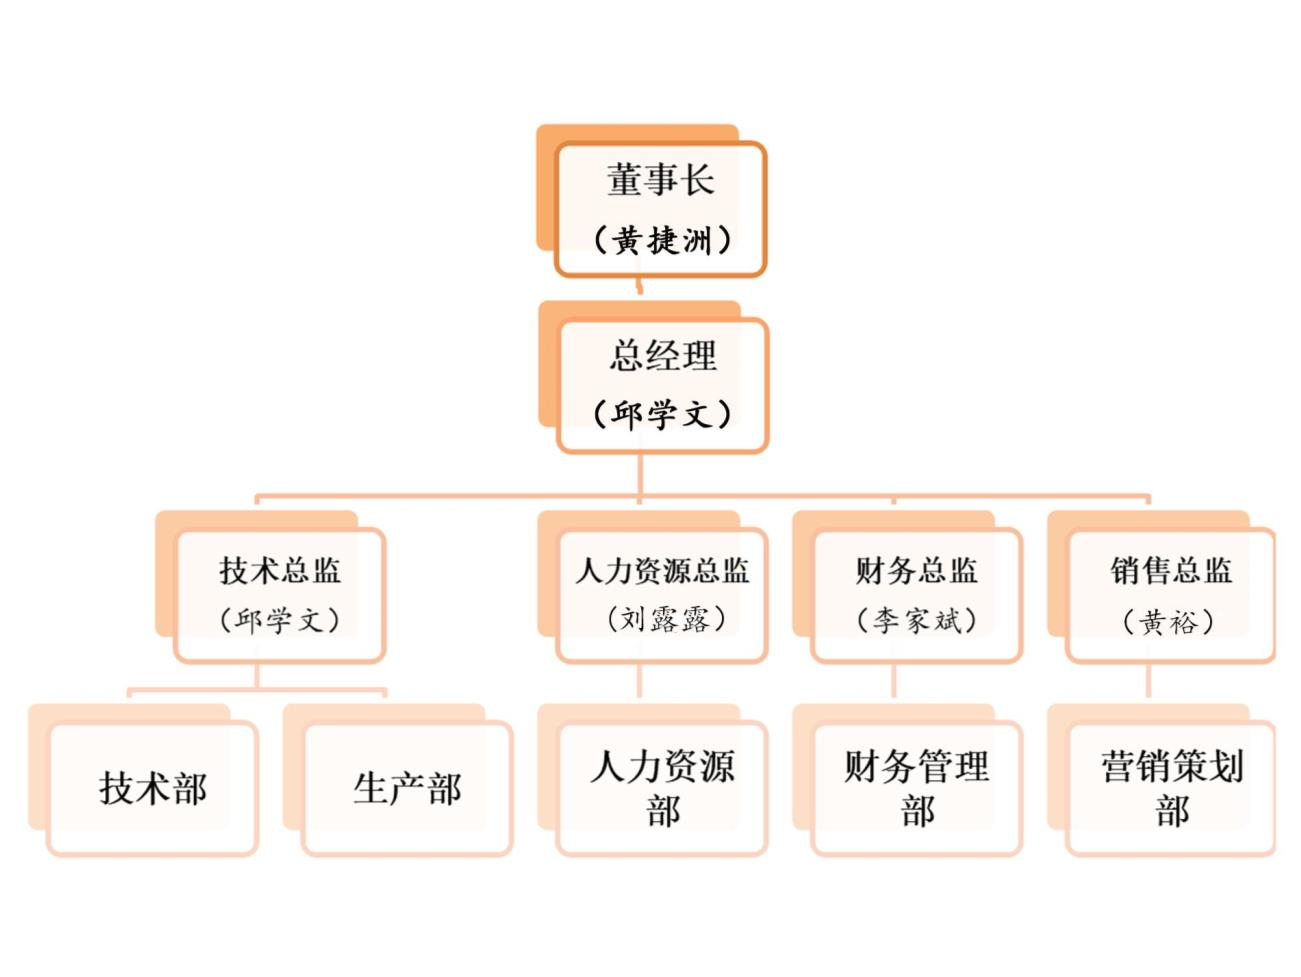 董事长
（黄捷洲）
总经理
（邱学文）
技术总监
（邱学文）
人力资源总监
（刘露露）
财务总监
（李家斌）
销售总监
（黄裕）
技术部
生产部
人力资源
部
财务管理
部
营销策划
部